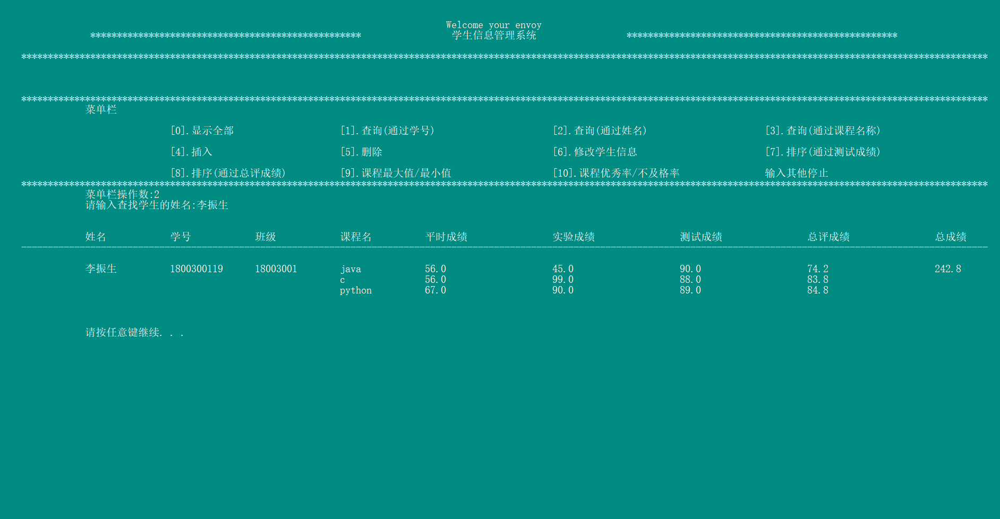 Welcome your envoy
*************************************************** 学生信息管理系统 ***************************************************
**************************************************************************************************************************************************************************************
**************************************************************************************************************************************************************************************
菜单栏
[0].显示全部 [1].查询(通过学号) [2].查询(通过姓名) [3].查询(通过课程名称)
[4].插入 [5].删除 [6].修改学生信息 [7].排序(通过测试成绩)
[8].排序(通过总评成绩) [9].课程最大值/最小值 [10].课程优秀率/不及格率 输入其他停止
**************************************************************************************************************************************************************************************
菜单栏操作数:2
请输入查找学生的姓名:李振生
姓名 学号 班级 课程名 平时成绩 实验成绩 测试成绩 总评成绩 总成绩
--------------------------------------------------------------------------------------------------------------------------------------------------------------------------------------
李振生 1800300119 18003001 java 56.0 45.0 90.0 74.2 242.8
c 56.0 99.0 88.0 83.8
python 67.0 90.0 89.0 84.8
请按任意键继续. . .